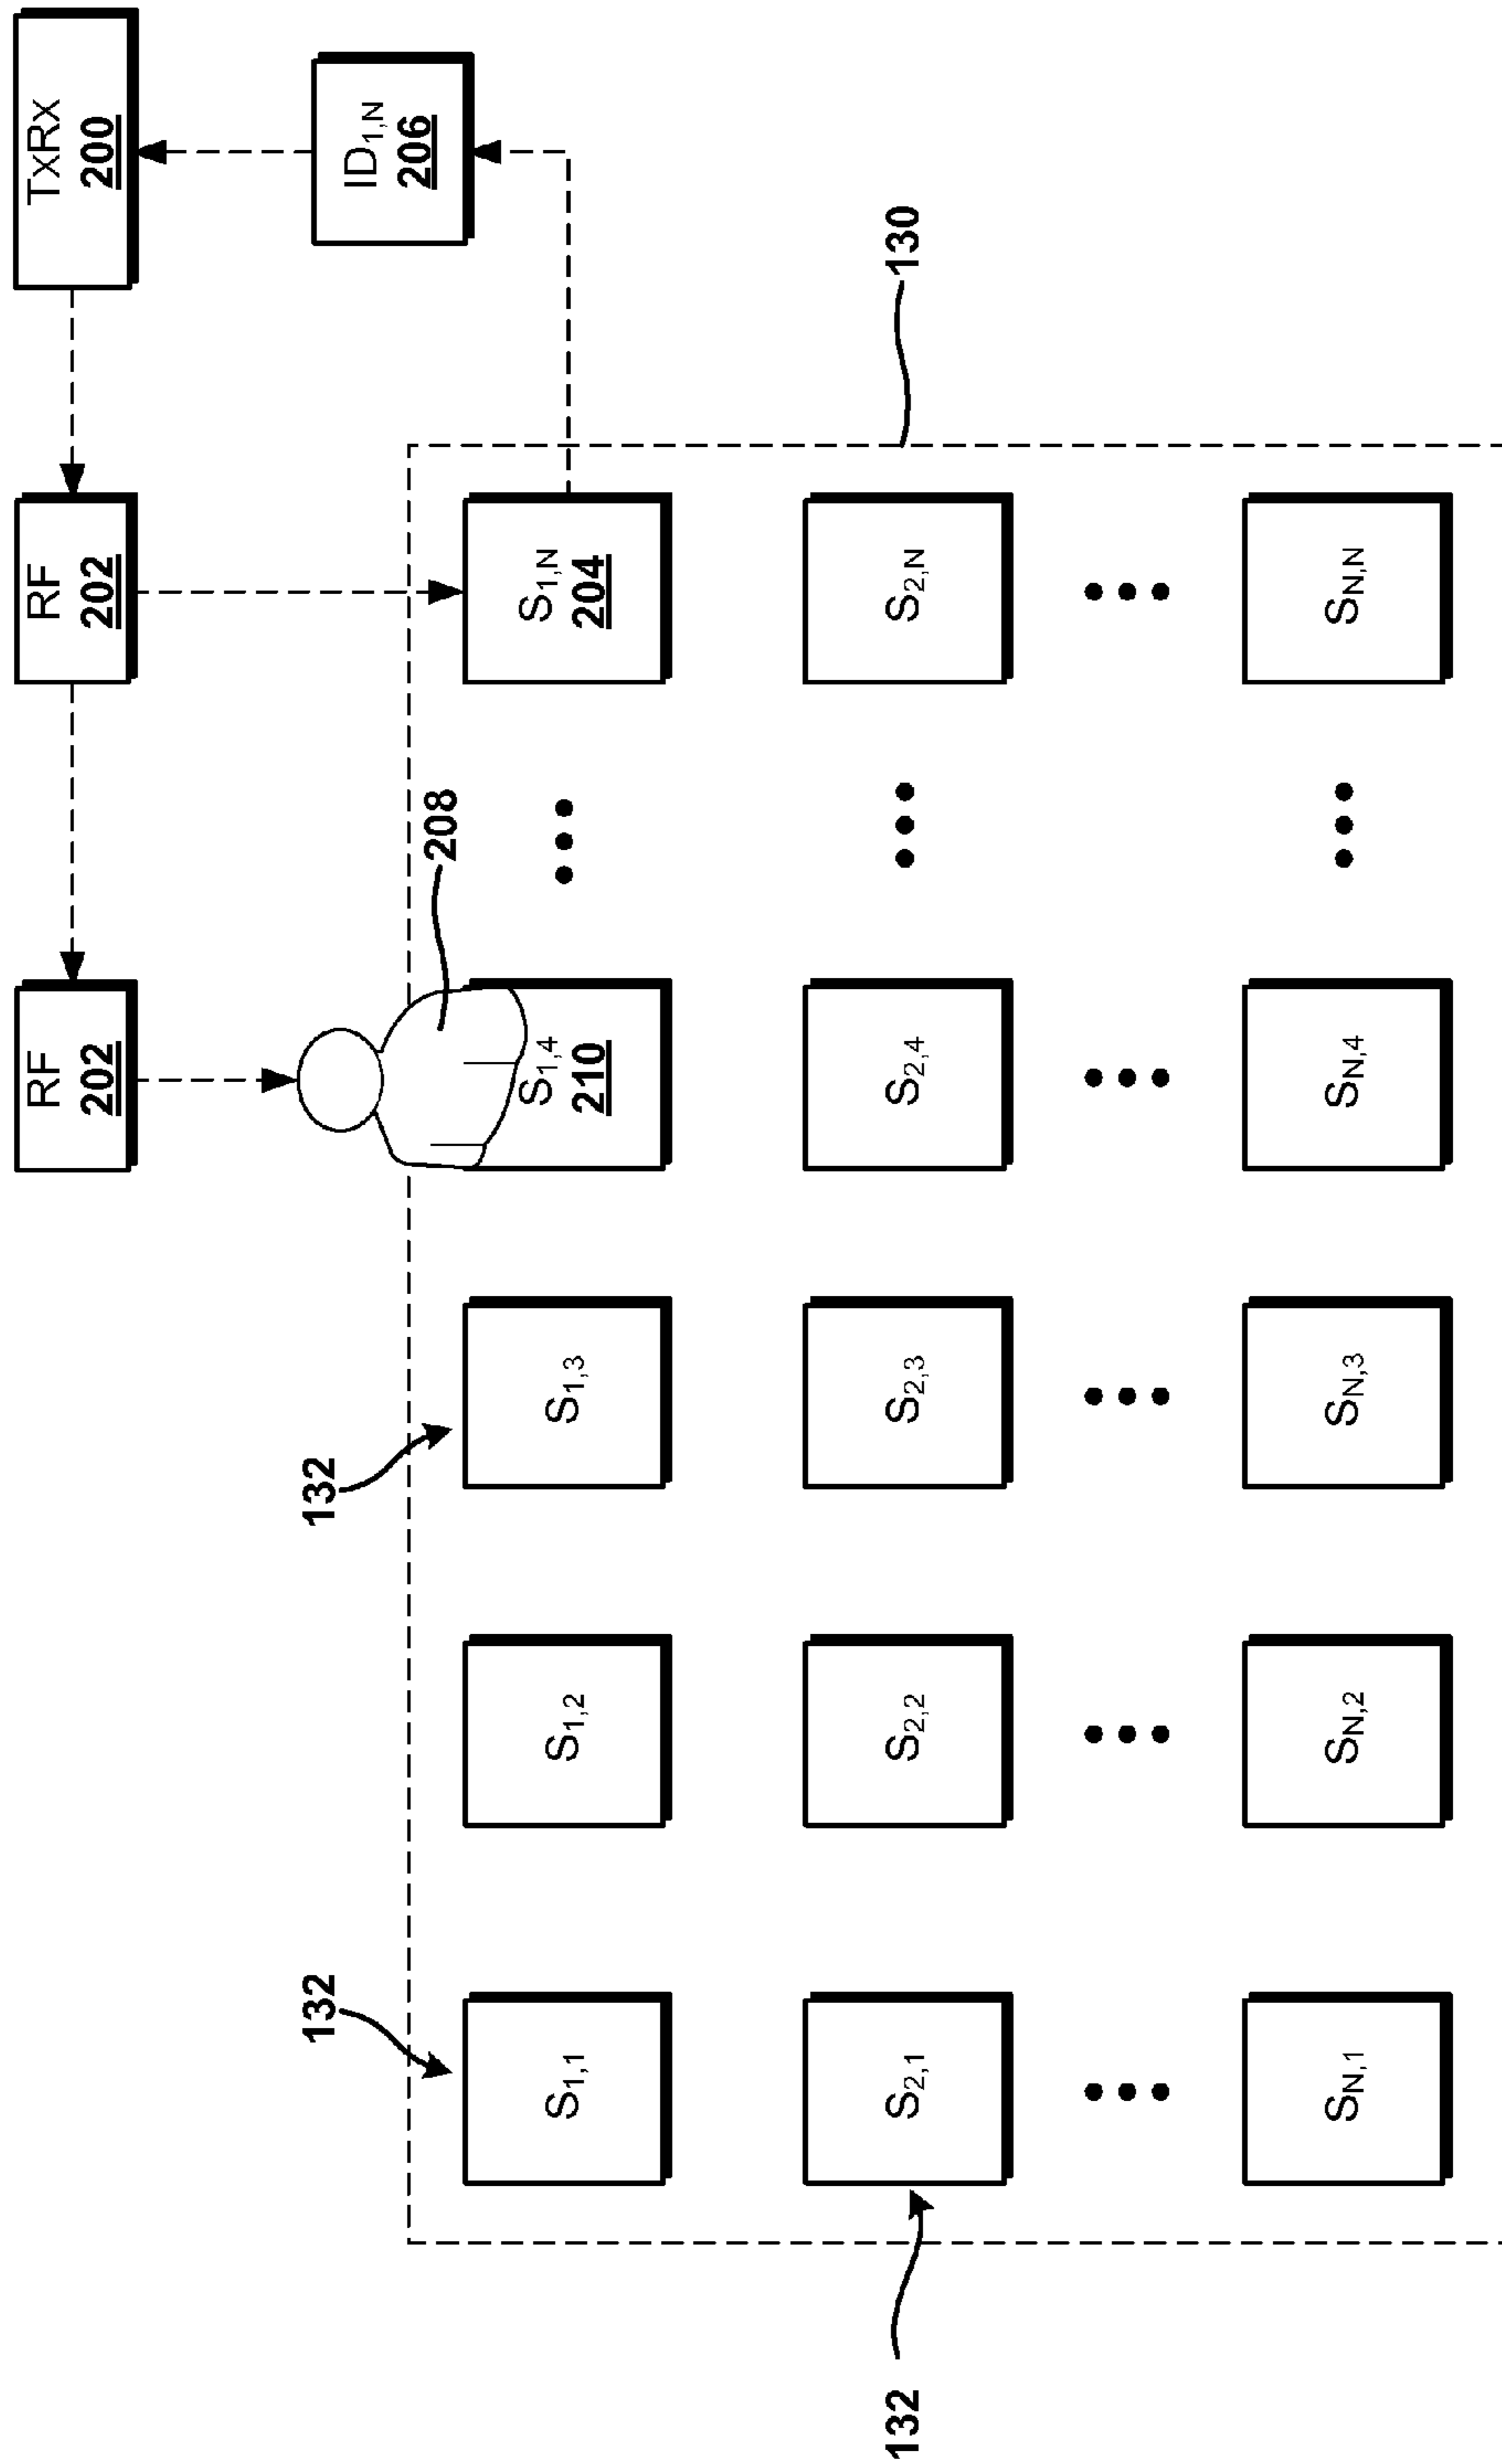 RF
202
RF
202
TXRX
200
132
132
ID1,N
206
208
S1,1
S1,2
S1,3
S1,4
210
S1,N
204
132
S2,1
S2,2
S2,3
S2,4
S2,N
130
SN,1
SN,2
SN,3
SN,4
SN,N